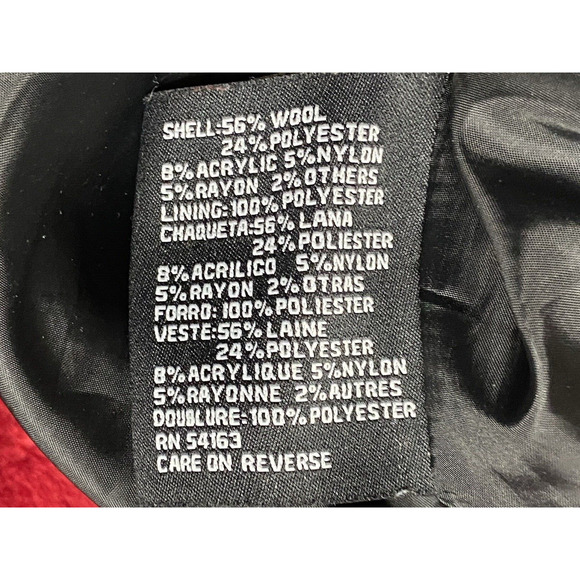 SHELL:56% WOOL
24% POLYESTER
8% ACRYLIC 5% NYLON
5% RAYON 2% OTHERS
LINING:100% POLYESTER
CHAQUETA:56% LANA
24% POLIESTER
8% ACRILICO 5% NYLON
5% RAYON 2% OTRAS
FORRO: 100% POLIESTER
VESTE: 56% LAINE
24% POLYESTER
8% ACRYLIQUE 5% NYLON
5% RAYONNE 2% AUTRES
DOUBLURE:100% POLYESTER
RN 54163
CARE ON REVERSE